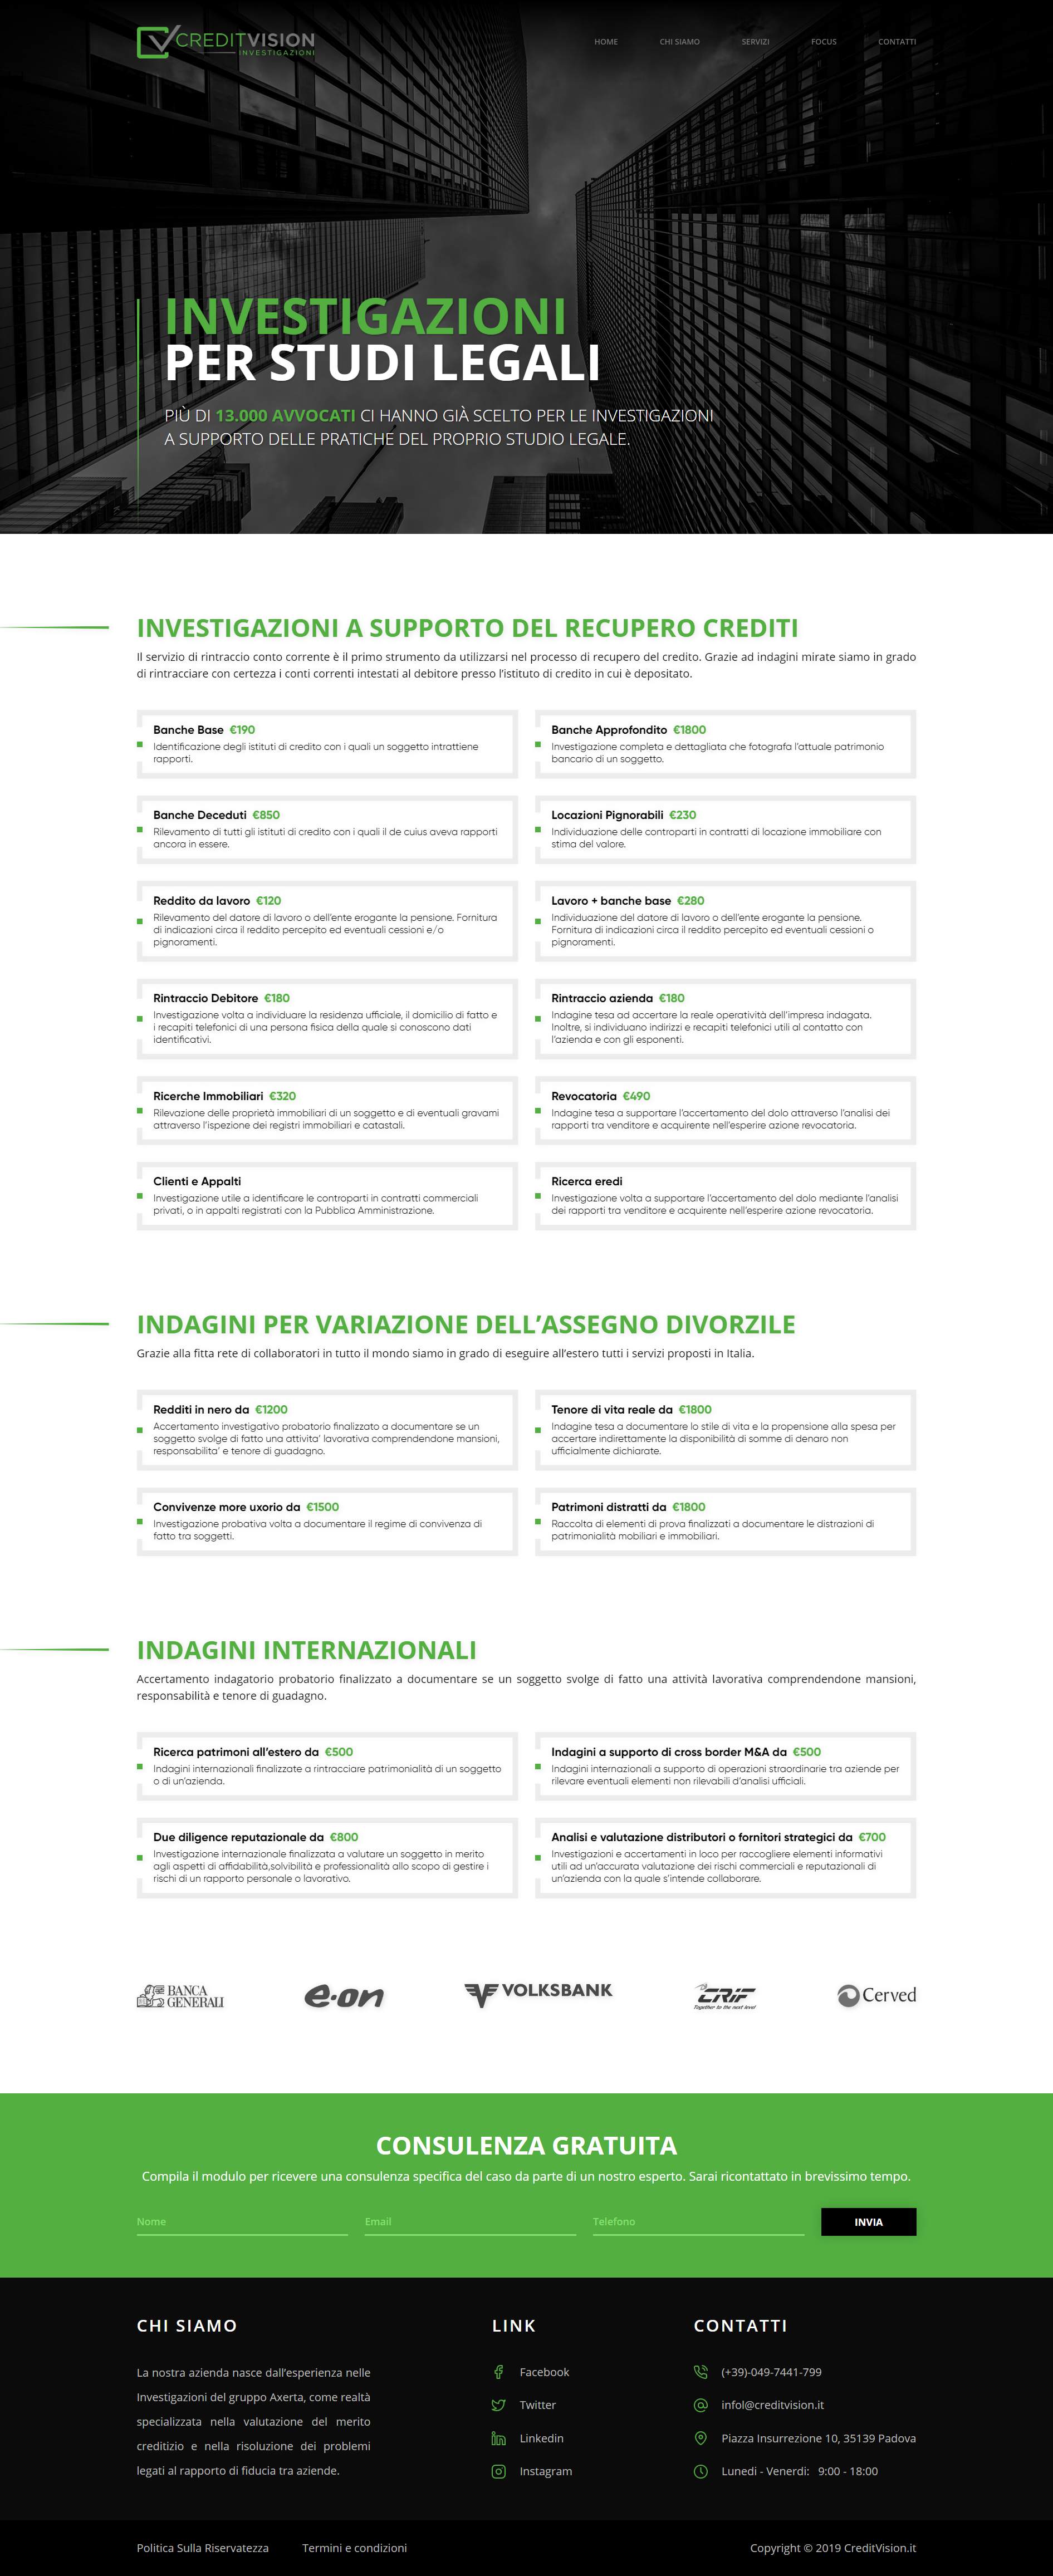 CREDITVISION
INVESTIGAZIONI
HOME CHI SIAMO SERVIZI FOCUS CONTATTI
INVESTIGAZIONI
PER STUDI LEGALI
PIÙ DI 13.000 AVVOCATI CI HANNO GIÀ SCELTO PER LE INVESTIGAZIONI
A SUPPORTO DELLE PRATICHE DEL PROPRIO STUDIO LEGALE.
INVESTIGAZIONI A SUPPORTO DEL RECUPERO CREDITI
Il servizio di rintraccio conto corrente è il primo strumento da utilizzarsi nel processo di recupero del credito. Grazie ad indagini mirate siamo in grado
di rintracciare con certezza i conti correnti intestati al debitore presso l’istituto di credito in cui è depositato.
Banche Base €190
Identificazione degli istituti di credito con i quali un soggetto intrattiene
rapporti.
Banche Approfondito €1800
Investigazione completa e dettagliata che fotografa l’attuale patrimonio
bancario di un soggetto.
Banche Deceduti €850
Rilevamento di tutti gli istituti di credito con i quali il de cuius aveva rapporti
ancora in essere.
Locazioni Pignorabili €230
Individuazione delle controparti in contratti di locazione immobiliare con
stima del valore.
Reddito da lavoro €120
Rilevamento del datore di lavoro o dell’ente erogante la pensione. Fornitura
di indicazioni circa il reddito percepito ed eventuali cessioni e/o
pignoramenti.
Lavoro + banche base €280
Individuazione del datore di lavoro o dell’ente erogante la pensione.
Fornitura di indicazioni circa il reddito percepito ed eventuali cessioni o
pignoramenti.
Rintraccio Debitore €180
Investigazione volta a individuare la residenza ufficiale, il domicilio di fatto e
i recapiti telefonici di una persona fisica della quale si conoscono dati
identificativi.
Rintraccio azienda €180
Indagine tesa ad accertare la reale operatività dell’impresa indagata.
Inoltre, si individuano indirizzi e recapiti telefonici utili al contatto con
l’azienda e con gli esponenti.
Ricerche Immobiliari €320
Rilevazione delle proprietà immobiliari di un soggetto e di eventuali gravami
attraverso l’ispezione dei registri immobiliari e catastali.
Revocatoria €490
Indagine tesa a supportare l’accertamento del dolo attraverso l’analisi dei
rapporti tra venditore e acquirente nell’esperire azione revocatoria.
Clienti e Appalti
Investigazione utile a identificare le controparti in contratti commerciali
privati, o in appalti registrati con la Pubblica Amministrazione.
Ricerca eredi
Investigazione volta a supportare l’accertamento del dolo mediante l’analisi
dei rapporti tra venditore e acquirente nell’esperire azione revocatoria.
INDAGINI PER VARIAZIONE DELL’ASSEGNO DIVORZILE
Grazie alla fitta rete di collaboratori in tutto il mondo siamo in grado di eseguire all’estero tutti i servizi proposti in Italia.
Redditi in nero da €1200
Accertamento investigativo probatorio finalizzato a documentare se un
soggetto svolge di fatto una attivita’ lavorativa comprendendone mansioni,
responsabilita’ e tenore di guadagno.
Tenore di vita reale da €1800
Indagine tesa a documentare lo stile di vita e la propensione alla spesa per
accertare indirettamente la disponibilità di somme di denaro non
ufficialmente dichiarate.
Convivenze more uxorio da €1500
Investigazione probativa volta a documentare il regime di convivenza di
fatto tra soggetti.
Patrimoni distratti da €1800
Raccolta di elementi di prova finalizzati a documentare le distrazioni di
patrimonialità mobiliari e immobiliari.
INDAGINI INTERNAZIONALI
Accertamento indagatorio probatorio finalizzato a documentare se un soggetto svolge di fatto una attività lavorativa comprendendone mansioni,
responsabilità e tenore di guadagno.
Ricerca patrimoni all’estero da €500
Indagini internazionali finalizzate a rintracciare patrimonialità di un soggetto
o di un’azienda.
Indagini a supporto di cross border M&A da €500
Indagini internazionali a supporto di operazioni straordinarie tra aziende per
rilevare eventuali elementi non rilevabili d’analisi ufficiali.
Due diligence reputazionale da €800
Investigazione internazionale finalizzata a valutare un soggetto in merito
agli aspetti di affidabilità,solvibilità e professionalità allo scopo di gestire i
rischi di un rapporto personale o lavorativo.
Analisi e valutazione distributori o fornitori strategici da €700
Investigazioni e accertamenti in loco per raccogliere elementi informativi
utili ad un’accurata valutazione dei rischi commerciali e reputazionali di
un’azienda con la quale s’intende collaborare.
BANCA
GENERALI
e·on
VOLKSBANK
CRIF
Together to the next level
Cerved
CONSULENZA GRATUITA
Compila il modulo per ricevere una consulenza specifica del caso da parte di un nostro esperto. Sarai ricontattato in brevissimo tempo.
Nome Email Telefono INVIA
CHI SIAMO
La nostra azienda nasce dall’esperienza nelle
Investigazioni del gruppo Axerta, come realtà
specializzata nella valutazione del merito
creditizio e nella risoluzione dei problemi
legati al rapporto di fiducia tra aziende.
LINK
Facebook
Twitter
Linkedin
Instagram
CONTATTI
(+39)-049-7441-799
infol@creditvision.it
Piazza Insurrezione 10, 35139 Padova
Lunedi - Venerdi: 9:00 - 18:00
Politica Sulla Riservatezza Termini e condizioni Copyright © 2019 CreditVision.it